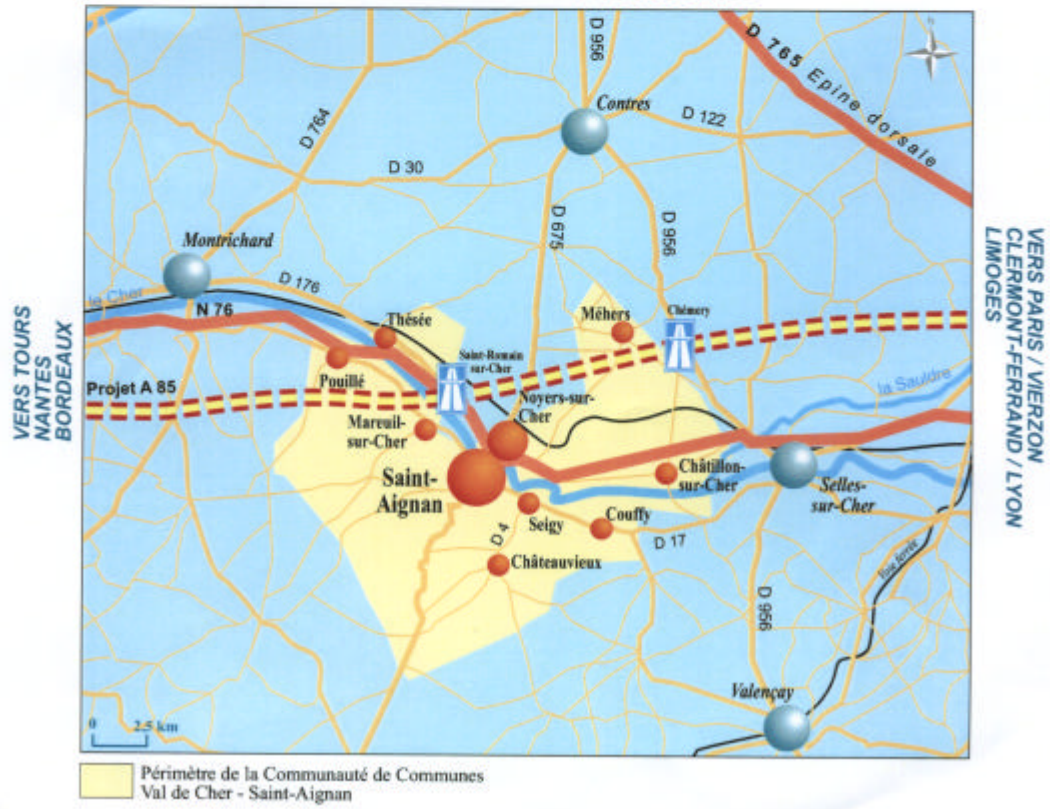 D 956
D 765 Epine dorsale
Contres
D 122
D 764
D 30
D 675
D 956
Montrichard
D 176
le Cher
N 76
Thésée
Méhers
Chémery
VERS TOURS
NANTES
BORDEAUX
VERS PARIS / VIERZON
CLERMONT-FERRAND / LYON
LIMOGES
Saint-Romain
sur-Cher
Pouillé
Projet A 85
la Sauldre
Noyers-sur-
Cher
Mareuil-
sur-Cher
Saint-
Aignan
Châtillon-
sur-Cher
Selles-
sur-Cher
Seigy
Couffy
D 4
D 17
Châteauvieux
Voie ferrée
D 956
Valençay
0 2.5 km
Périmètre de la Communauté de Communes
Val de Cher - Saint-Aignan